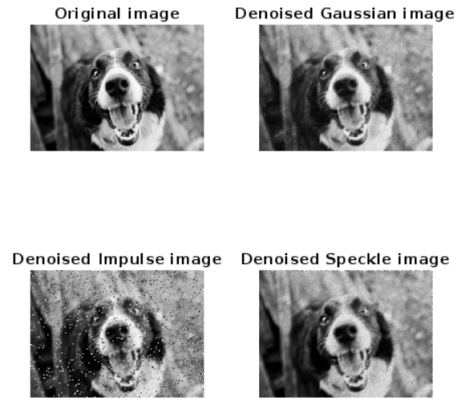 Original image
Denoised Gaussian image
Denoised Impulse image
Denoised Speckle image